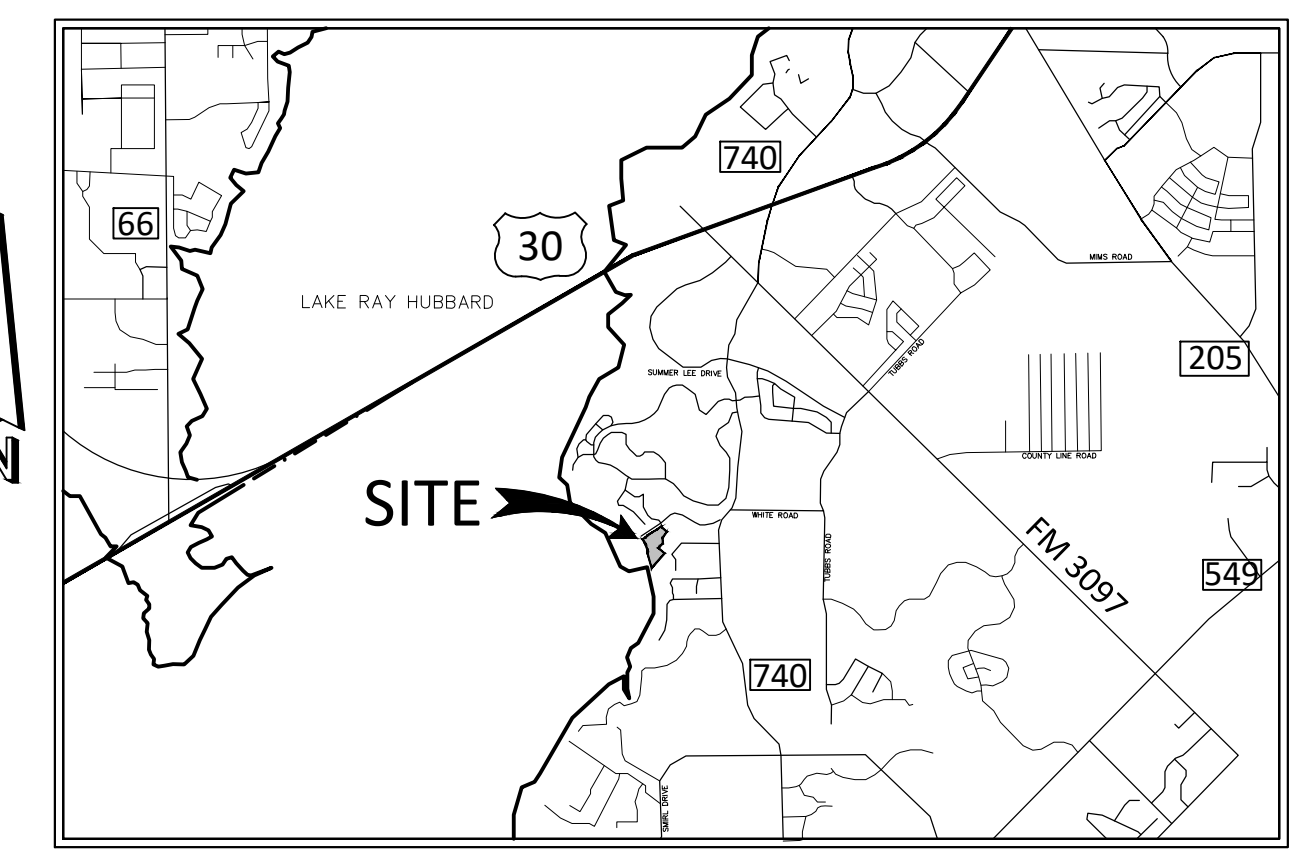 740
66
30
MIMS ROAD
LAKE RAY HUBBARD
205
TUBBS ROAD
SUMMER LEE DRIVE
COUNTY LINE ROAD
SITE
WHITE ROAD
TUBBS ROAD
FM 3097
549
740
SMIRL DRIVE
N